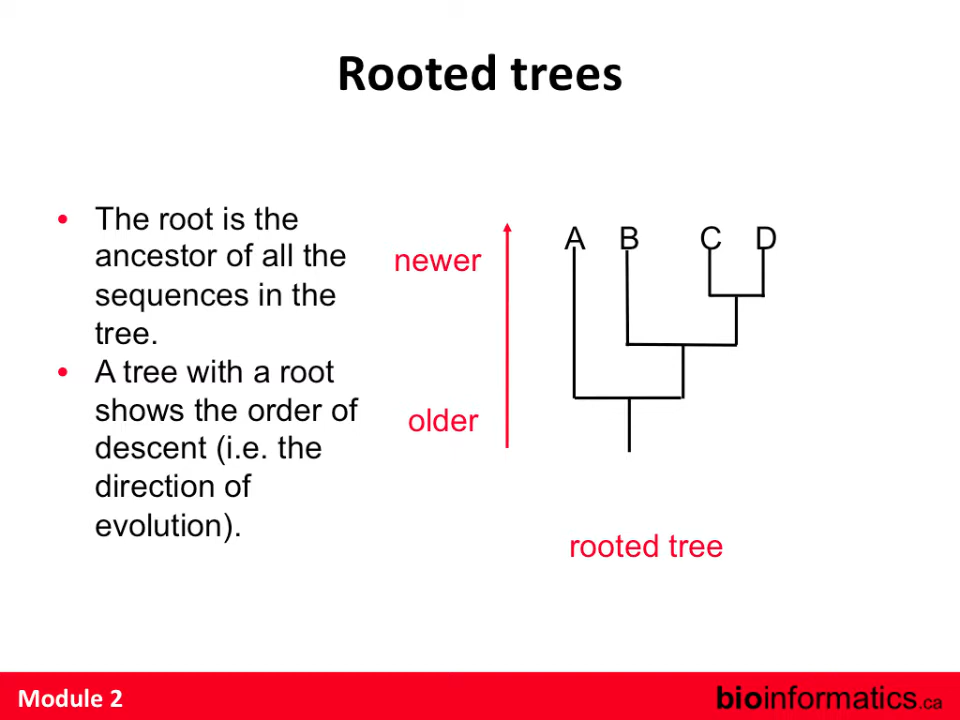 Rooted trees
• The root is the
ancestor of all the
sequences in the
tree.
• A tree with a root
shows the order of
descent (i.e. the
direction of
evolution).
newer
older
A B C D
rooted tree
Module 2
bioinformatics.ca